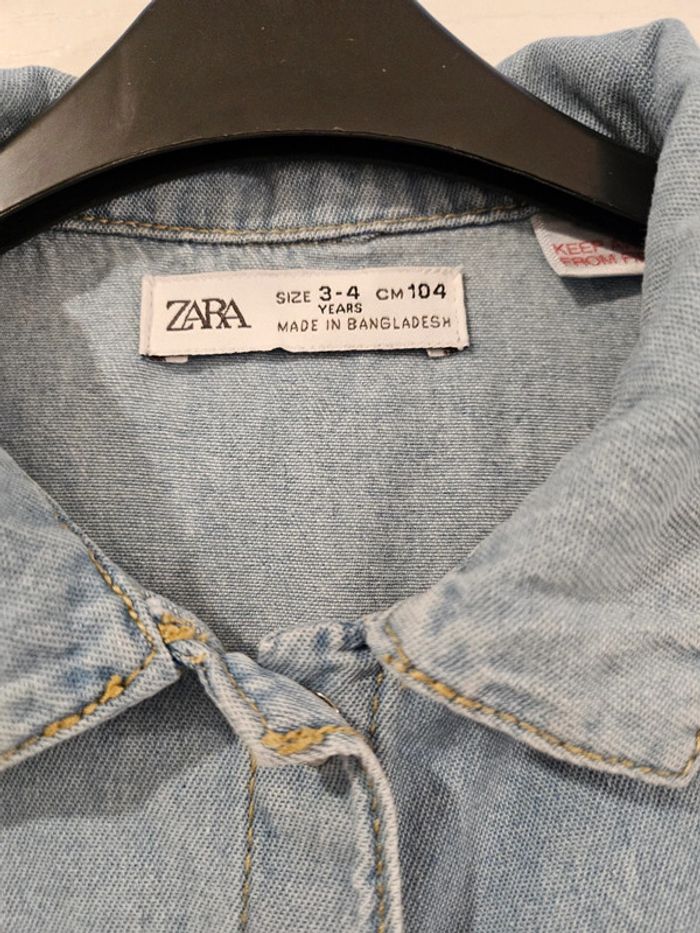 ZARA
SIZE 3-4 CM 104
YEARS
MADE IN BANGLADESH
KEEP
FROM